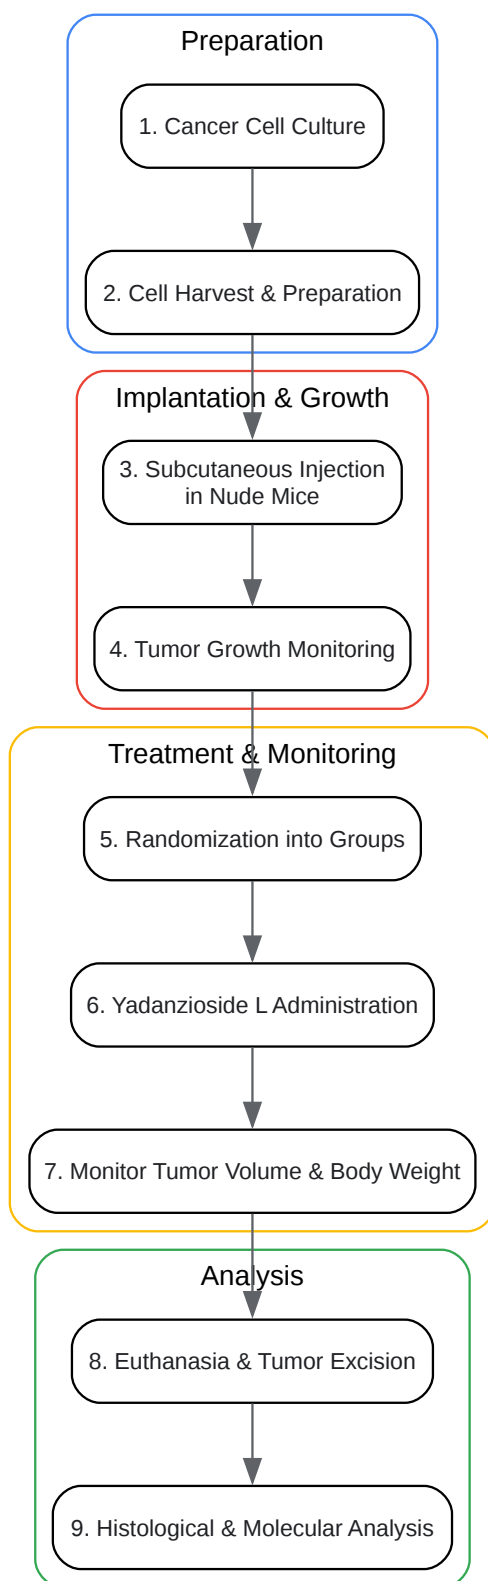 Preparation
1. Cancer Cell Culture
2. Cell Harvest & Preparation
Implantation & Growth
3. Subcutaneous Injection
in Nude Mice
4. Tumor Growth Monitoring
Treatment & Monitoring
5. Randomization into Groups
6. Yadanzioside L Administration
7. Monitor Tumor Volume & Body Weight
Analysis
8. Euthanasia & Tumor Excision
9. Histological & Molecular Analysis